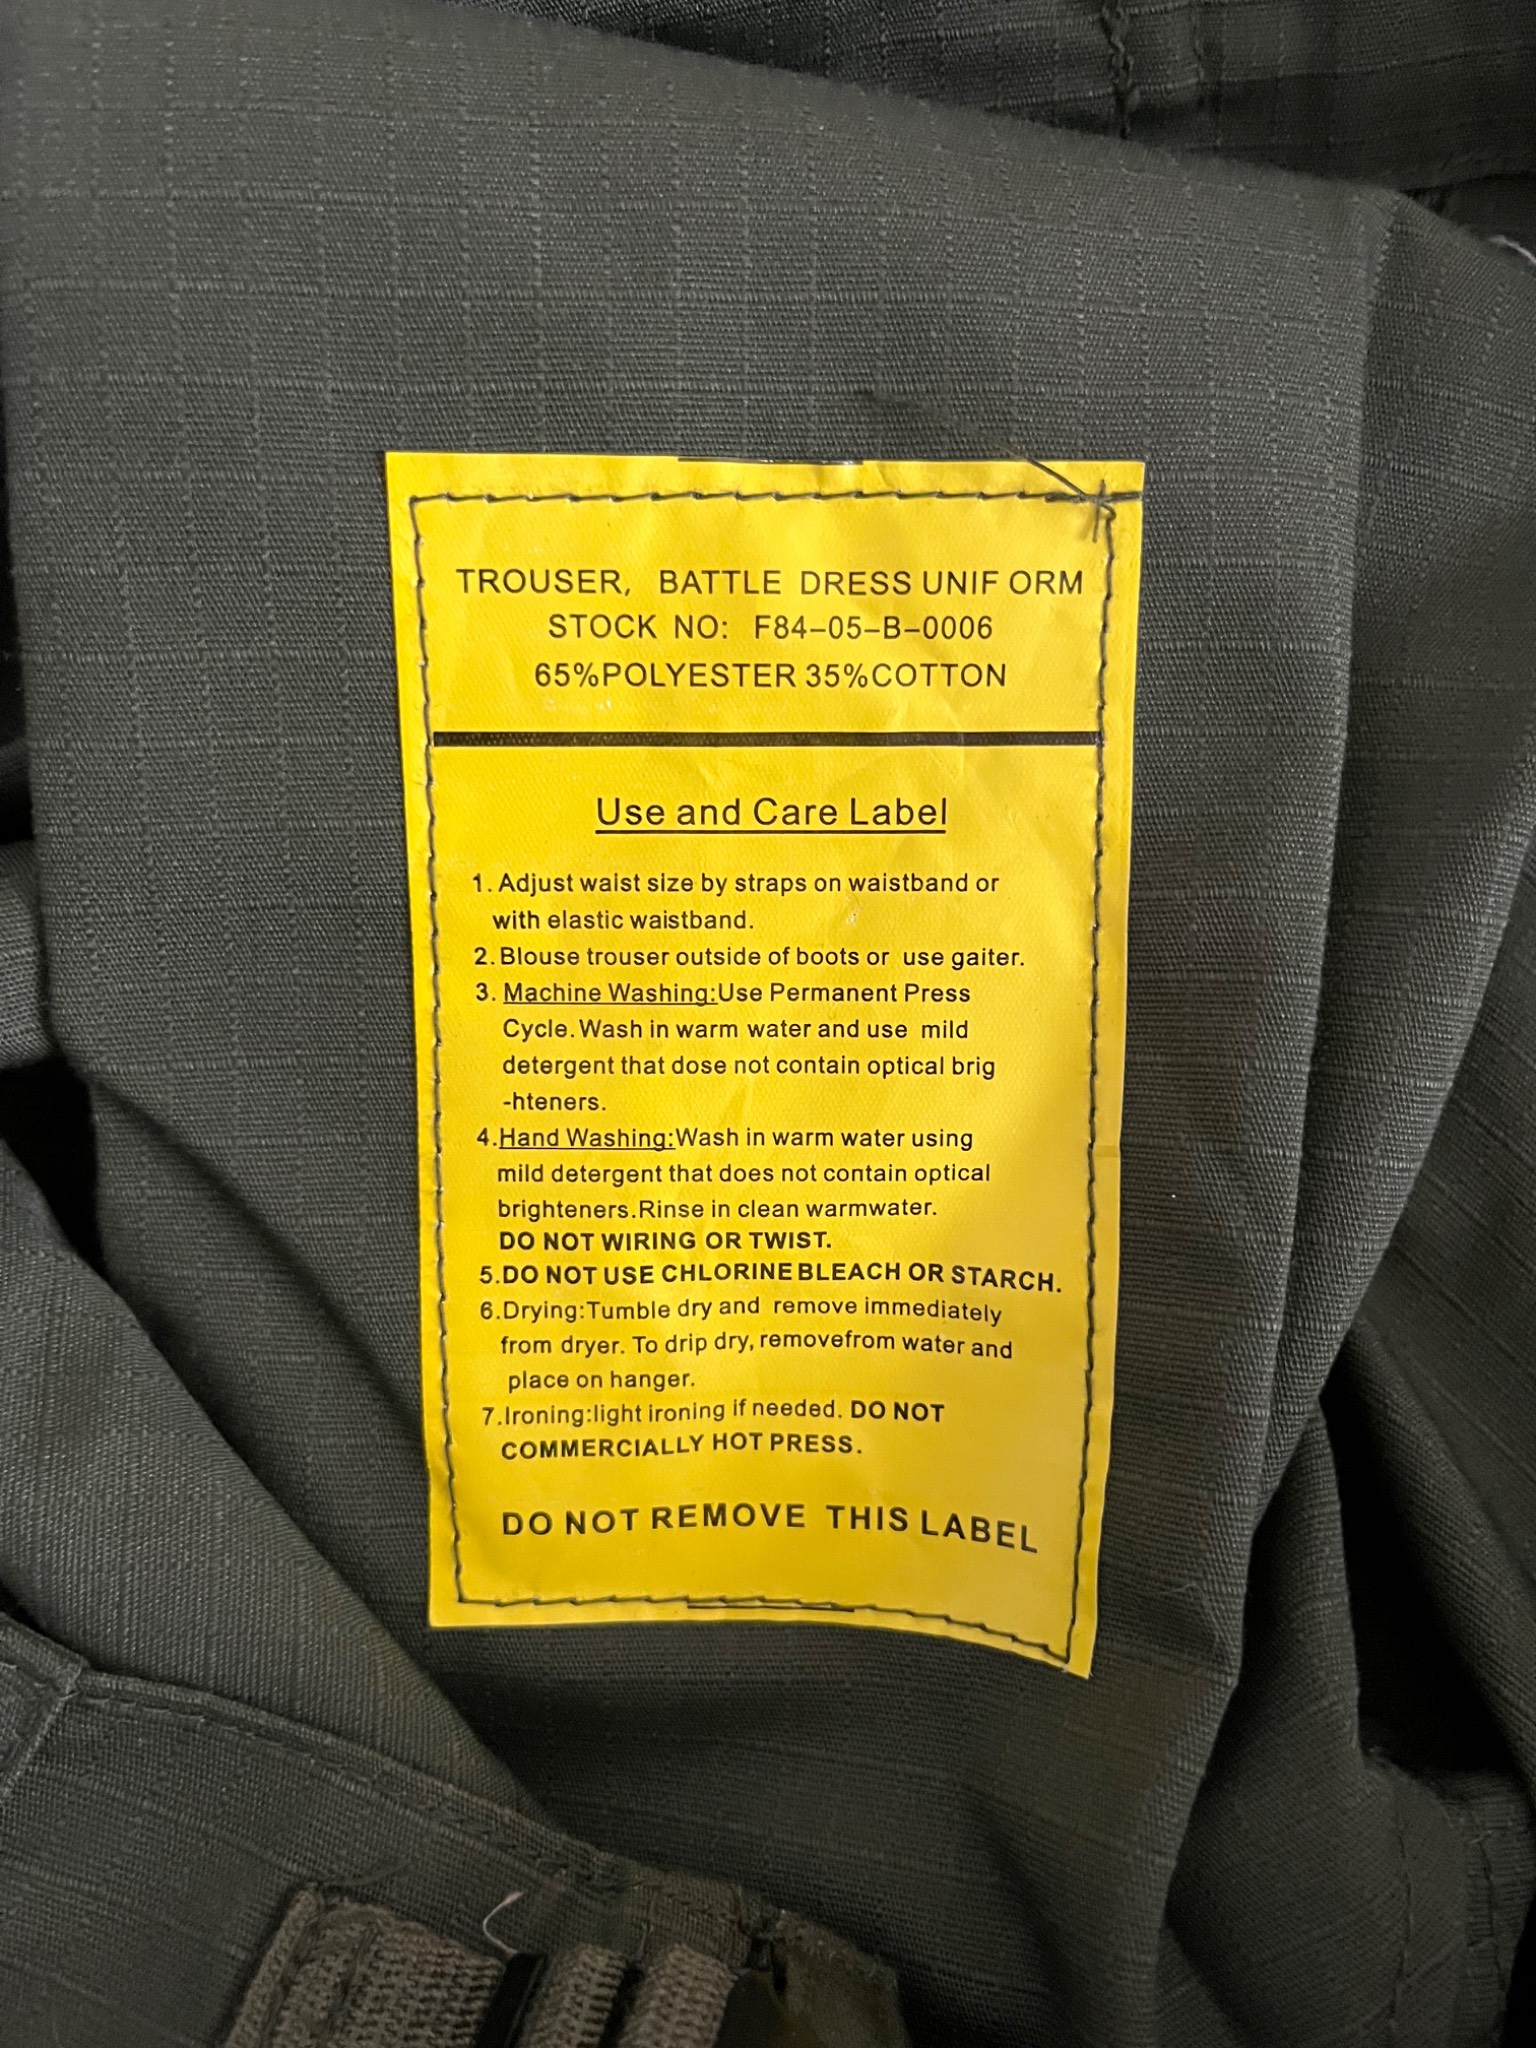 TROUSER, BATTLE DRESS UNIF ORM
STOCK NO: F84-05-B-0006
65%POLYESTER 35%COTTON
Use and Care Label
1. Adjust waist size by straps on waistband or
with elastic waistband.
2. Blouse trouser outside of boots or use gaiter.
3. Machine Washing:Use Permanent Press
Cycle. Wash in warm water and use mild
detergent that dose not contain optical brig
-hteners.
4.Hand Washing:Wash in warm water using
mild detergent that does not contain optical
brighteners.Rinse in clean warmwater.
DO NOT WIRING OR TWIST.
5.DO NOT USE CHLORINE BLEACH OR STARCH.
6.Drying:Tumble dry and remove immediately
from dryer. To drip dry, removefrom water and
place on hanger.
7.Ironing:light ironing if needed. DO NOT
COMMERCIALLY HOT PRESS.
DO NOT REMOVE THIS LABEL